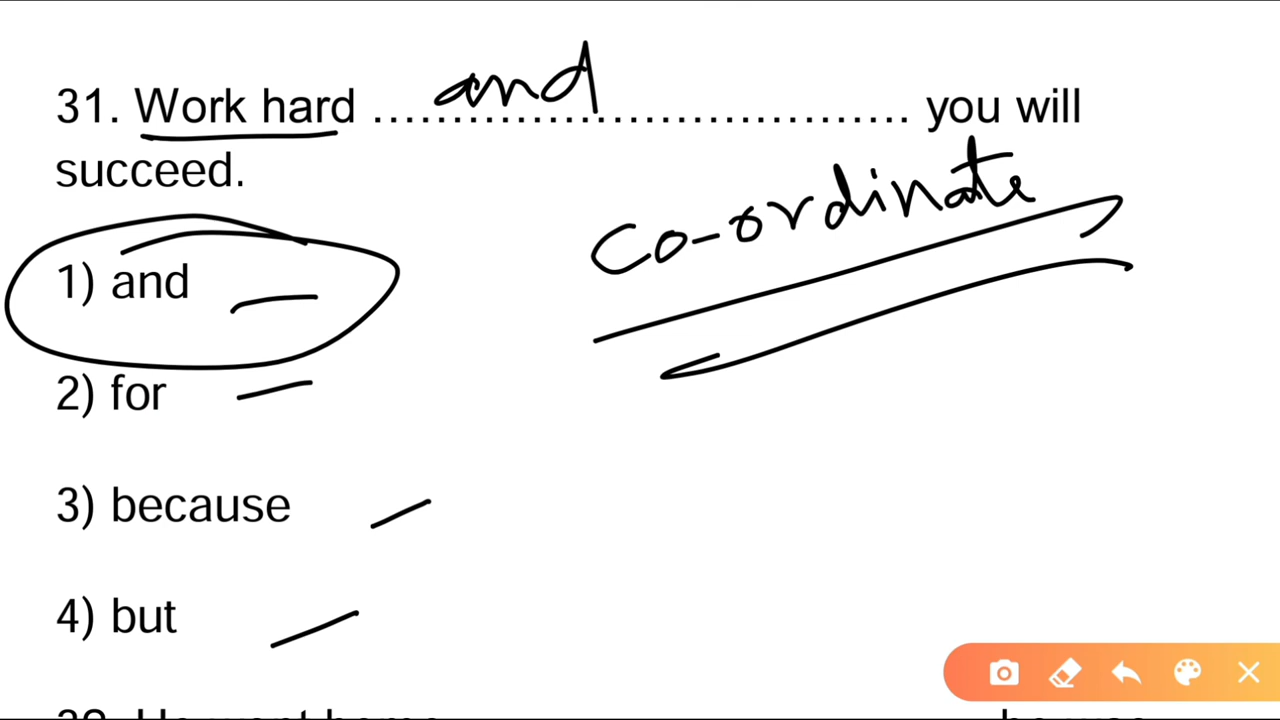 31. Work hard and ................................. you will
succeed.
co-ordinate
1) and
2) for
3) because
4) but